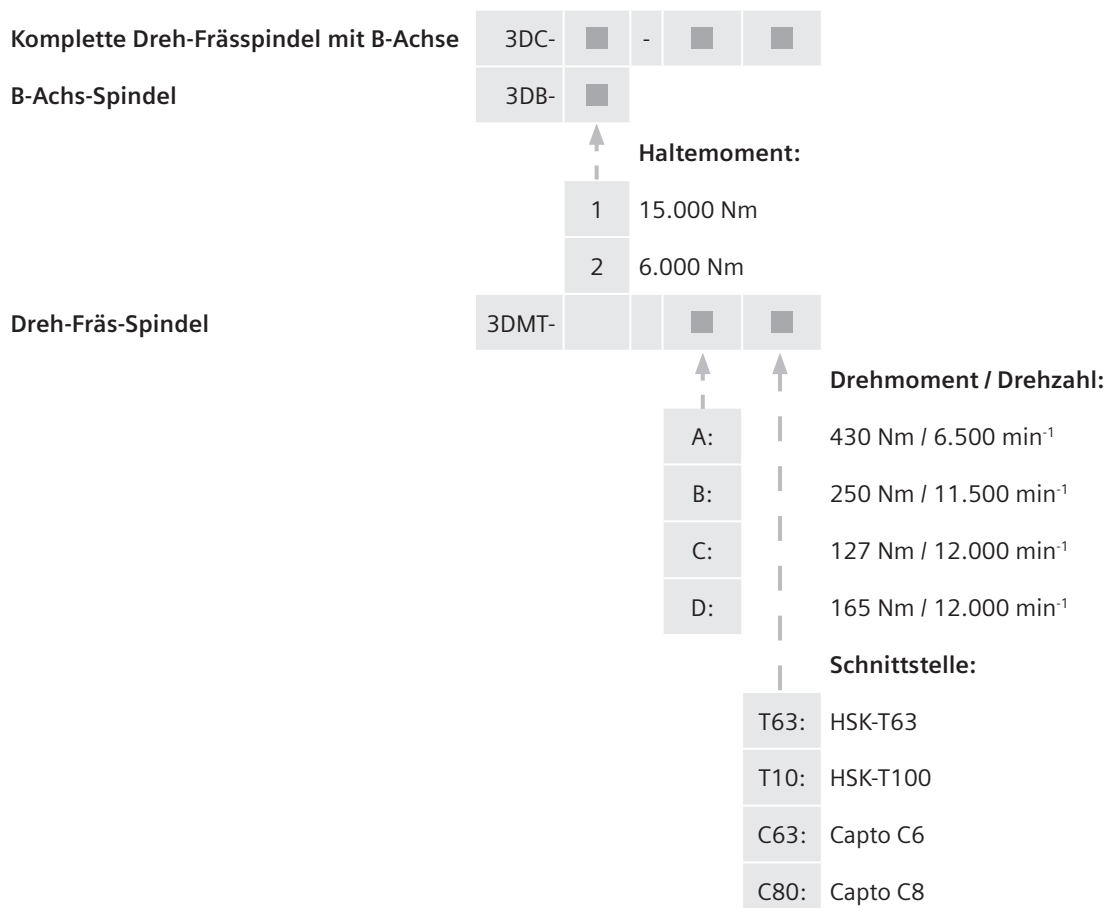 Komplette Dreh-Frässpindel mit B-Achse 3DC- -
B-Achs-Spindel 3DB-
Haltemoment:
1 15.000 Nm
2 6.000 Nm
Dreh-Fräs-Spindel 3DMT-
Drehmoment / Drehzahl:
A: 430 Nm / 6.500 min⁻¹
B: 250 Nm / 11.500 min⁻¹
C: 127 Nm / 12.000 min⁻¹
D: 165 Nm / 12.000 min⁻¹
Schnittstelle:
T63: HSK-T63
T10: HSK-T100
C63: Capto C6
C80: Capto C8